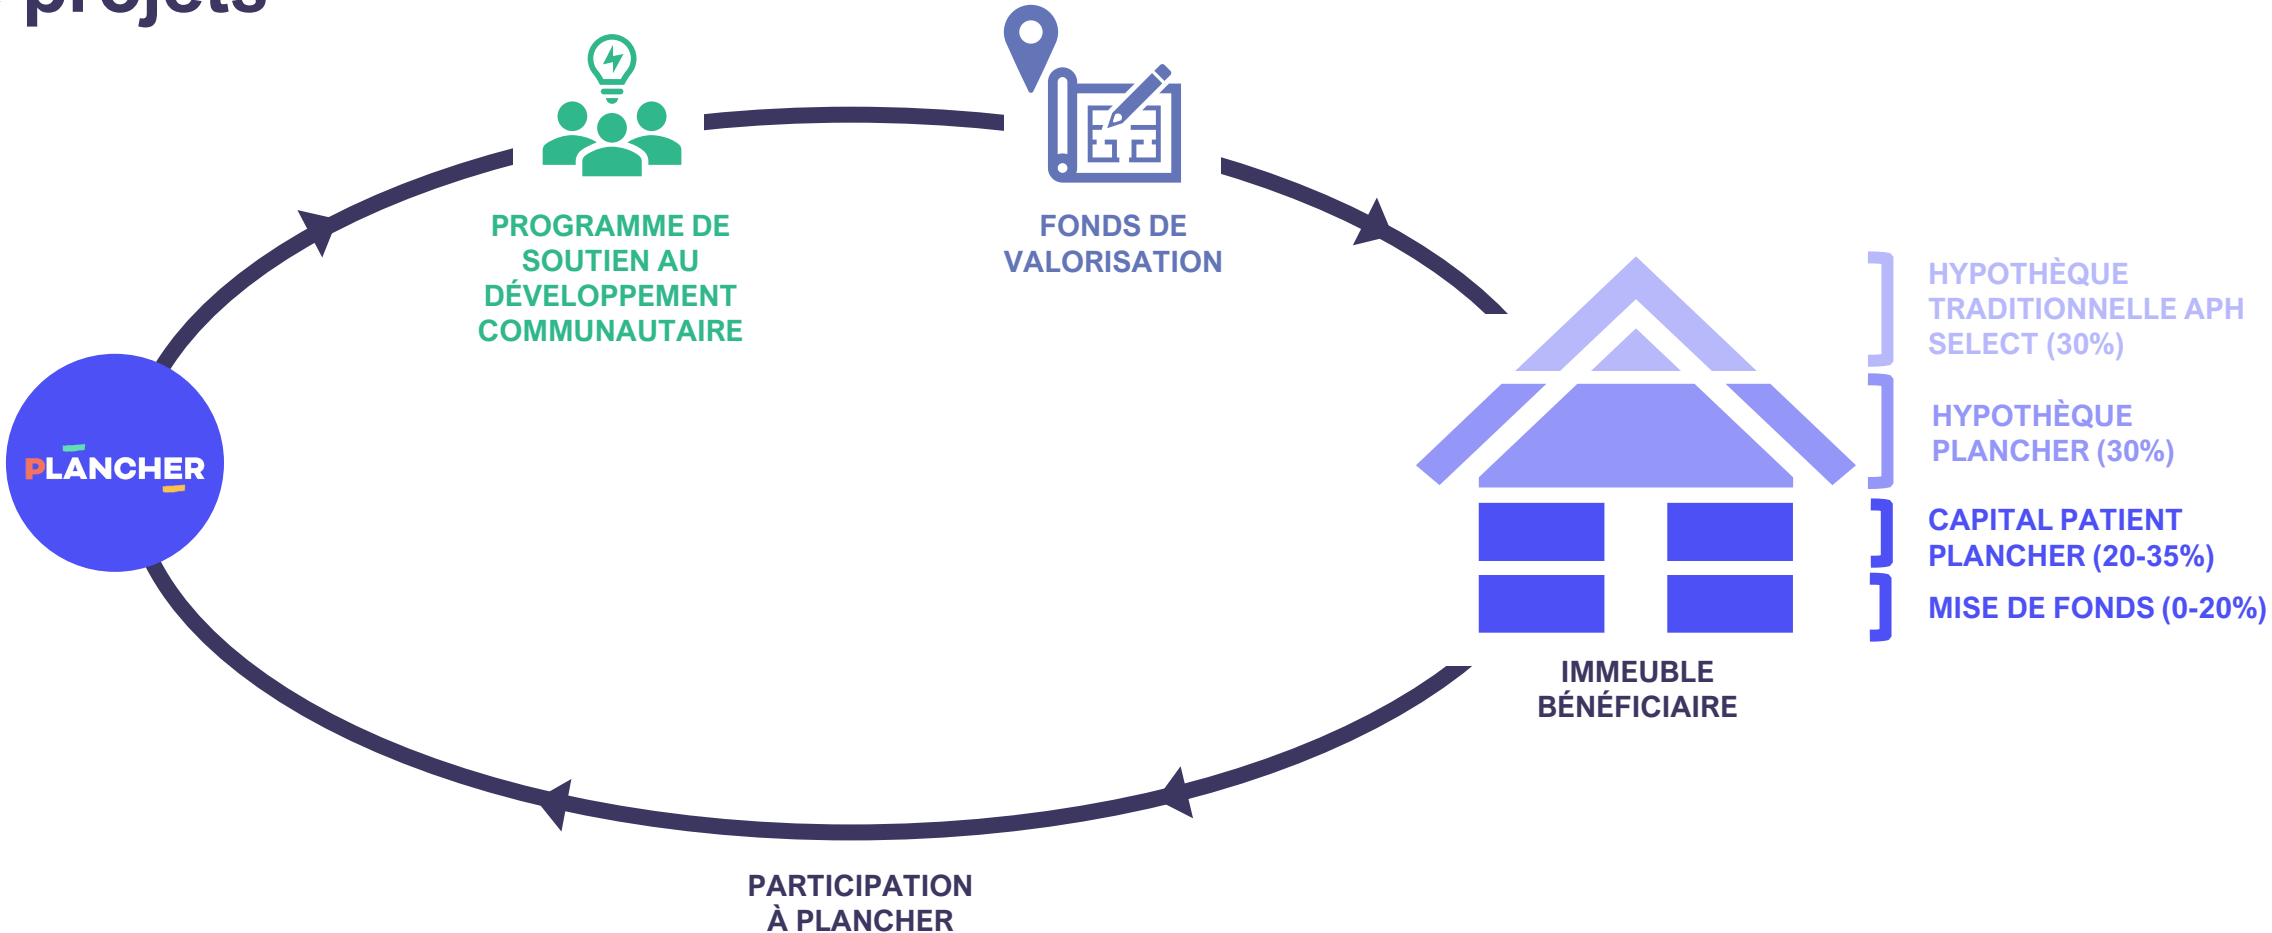 projets
PROGRAMME DE
SOUTIEN AU
DÉVELOPPEMENT
COMMUNAUTAIRE
FONDS DE
VALORISATION
HYPOTHÈQUE
TRADITIONNELLE APH
SELECT (30%)
HYPOTHÈQUE
PLANCHER (30%)
CAPITAL PATIENT
PLANCHER (20-35%)
MISE DE FONDS (0-20%)
PLANCHER
IMMEUBLE
BÉNÉFICIAIRE
PARTICIPATION
À PLANCHER